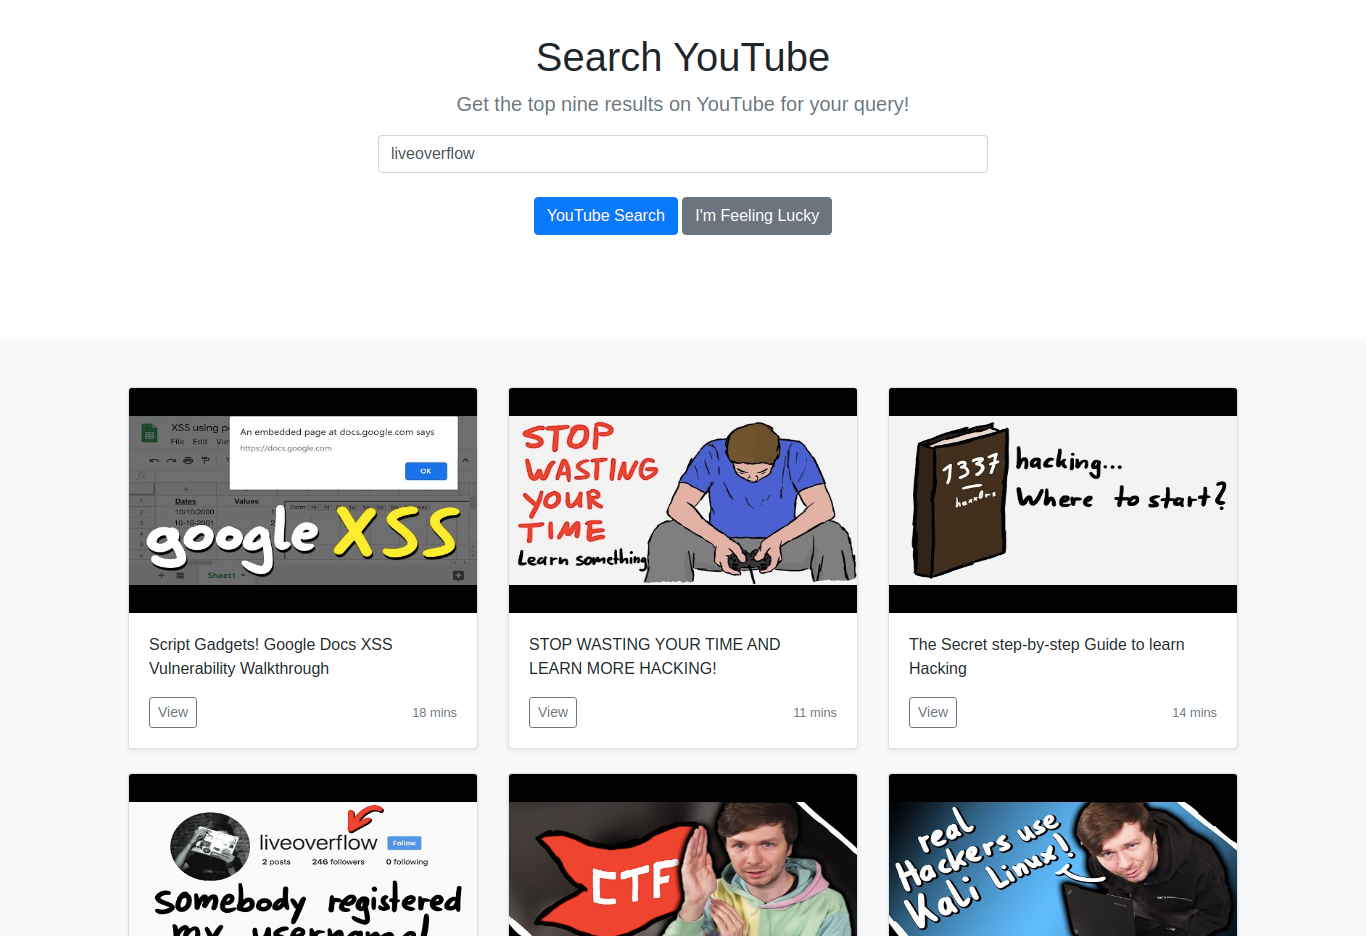 Search YouTube
Get the top nine results on YouTube for your query!
liveoverflow
YouTube Search
I'm Feeling Lucky
XSS using
File Edit
An embedded page at docs.google.com says
https://docs.google.com
OK
Dates Values
10/10/2000
10-10-2001
google XSS
Sheet1
Script Gadgets! Google Docs XSS
Vulnerability Walkthrough
View
18 mins
STOP
WASTING
YOUR
TIME
Learn something
STOP WASTING YOUR TIME AND
LEARN MORE HACKING!
View
11 mins
1337
haxxors
hacking...
Where to start?
The Secret step-by-step Guide to learn
Hacking
View
14 mins
liveoverflow
Follow
2 posts 246 followers 0 following
somebody registered
my username!
CTF
real
Hackers use
Kali Linux!